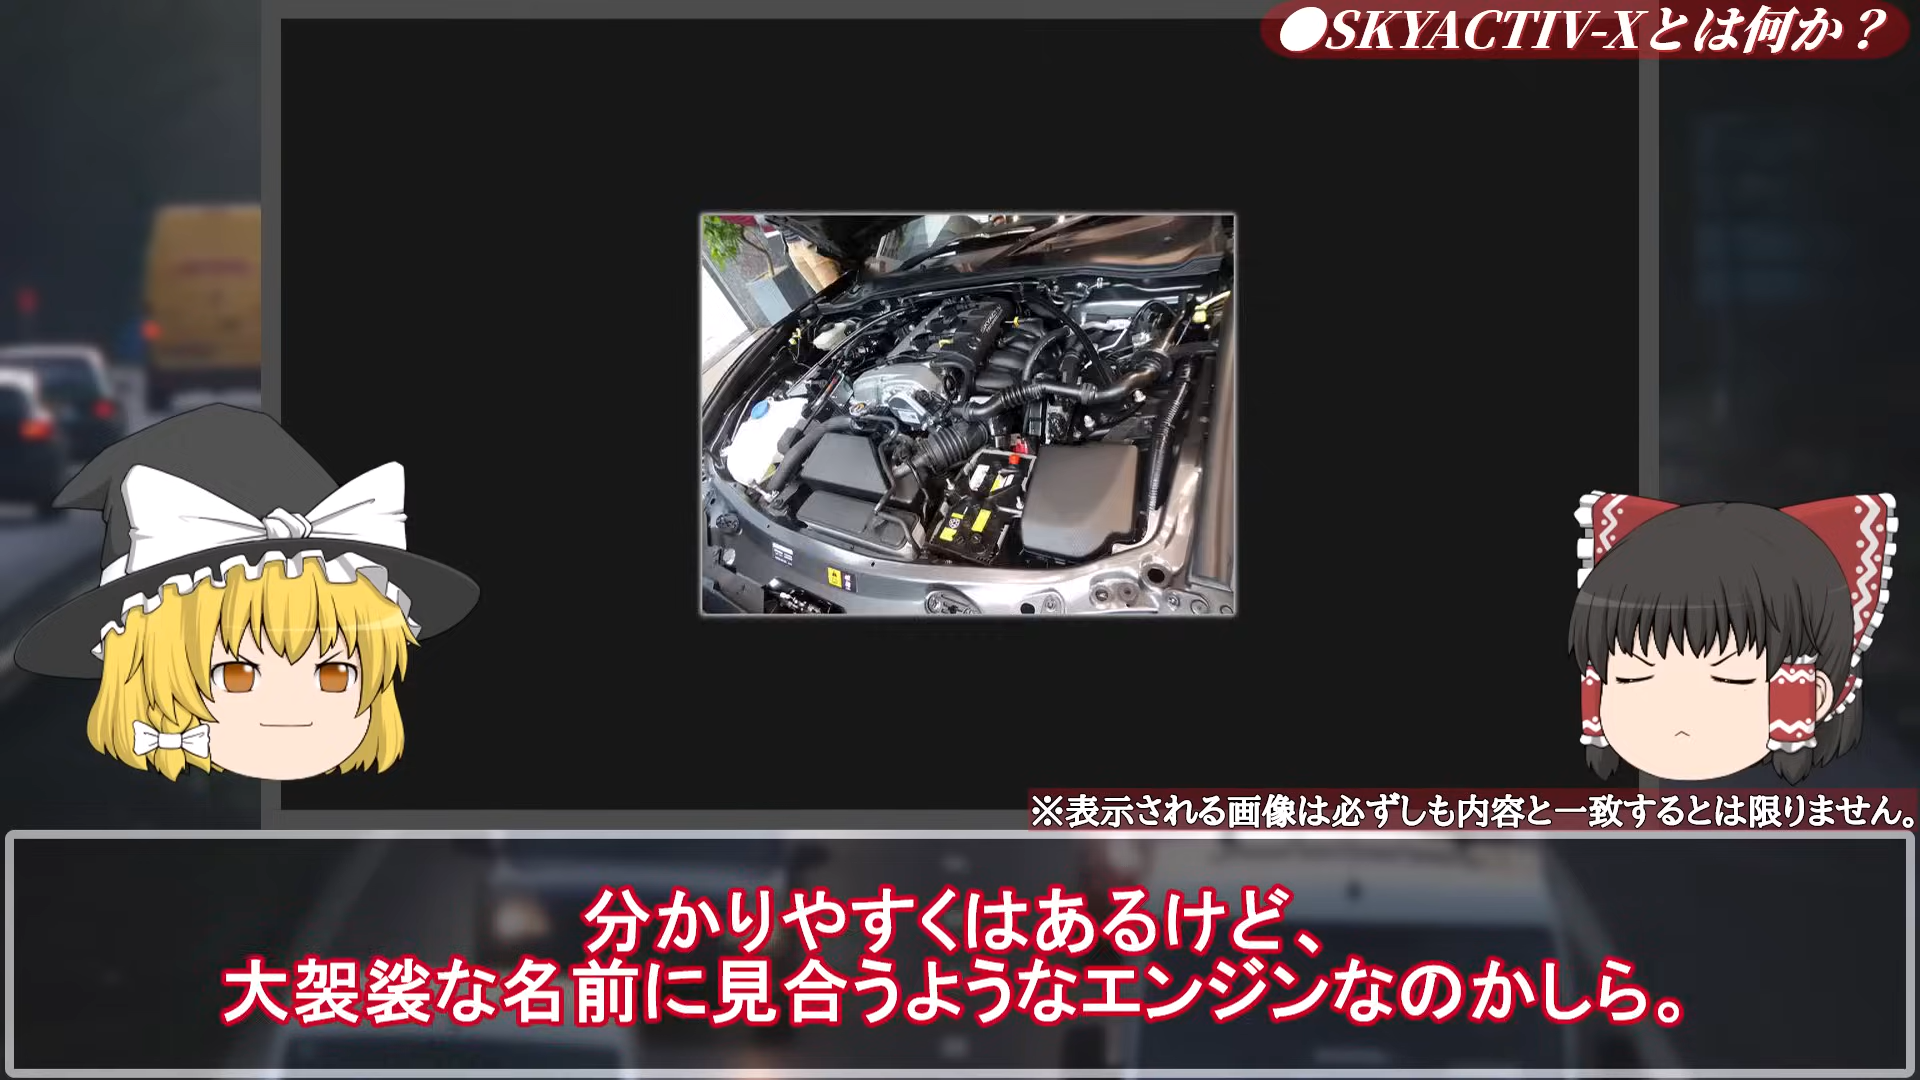 ●SKYACTIV-Xとは何か？
※表示される画像は必ずしも内容と一致するとは限りません。
分かりやすくはあるけど、
大袈裟な名前に見合うようなエンジンなのかしら。